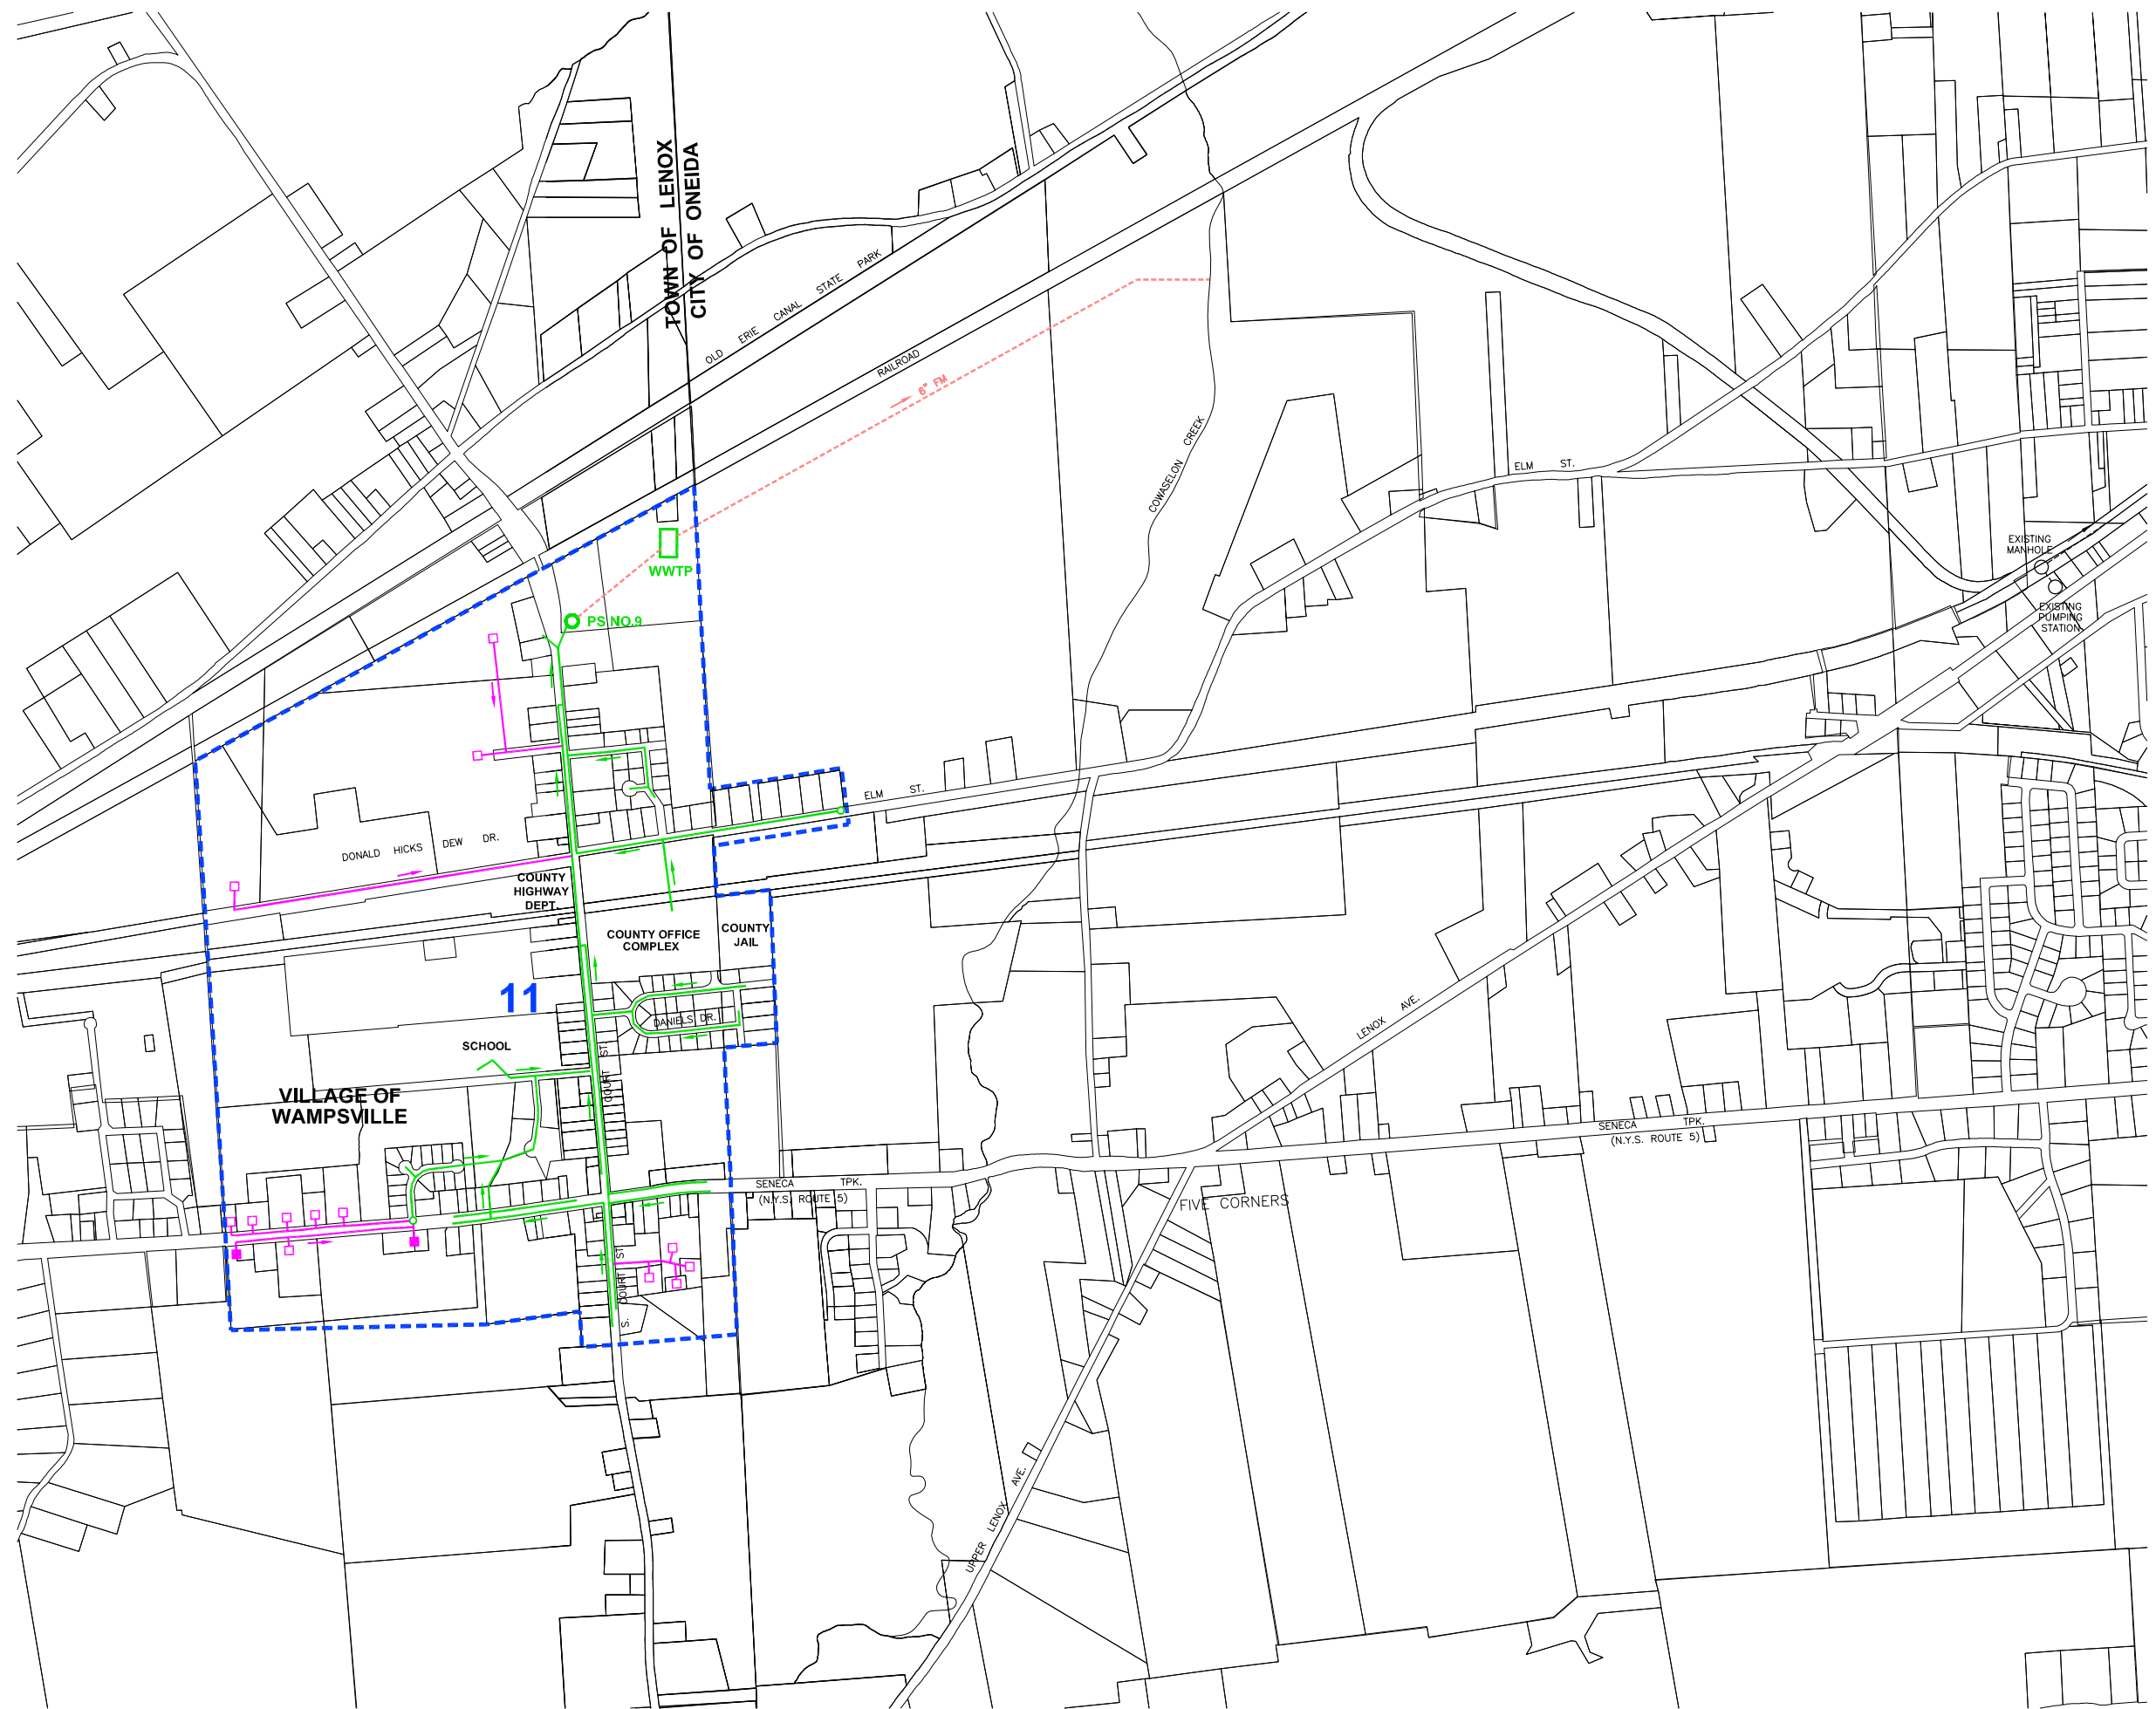 TOWN OF LENOX
CITY OF ONEIDA
OLD ERIE CANAL STATE PARK
RAILROAD
6" FM
COWASELON CREEK
ELM ST.
WWTP
PS NO.9
EXISTING
MANHOLE
EXISTING
PUMPING
STATION
ELM ST.
DONALD HICKS DEW DR.
COUNTY
HIGHWAY
DEPT.
COUNTY OFFICE
COMPLEX
COUNTY
JAIL
11
DANIELS DR.
SCHOOL
COURT ST.
LENOX AVE.
VILLAGE OF
WAMPSVILLE
SENECA TPK.
(N.Y.S. ROUTE 5)
SENECA TPK.
(N.Y.S. ROUTE 5)
FIVE CORNERS
S. COURT ST
UPPER LENOX AVE.